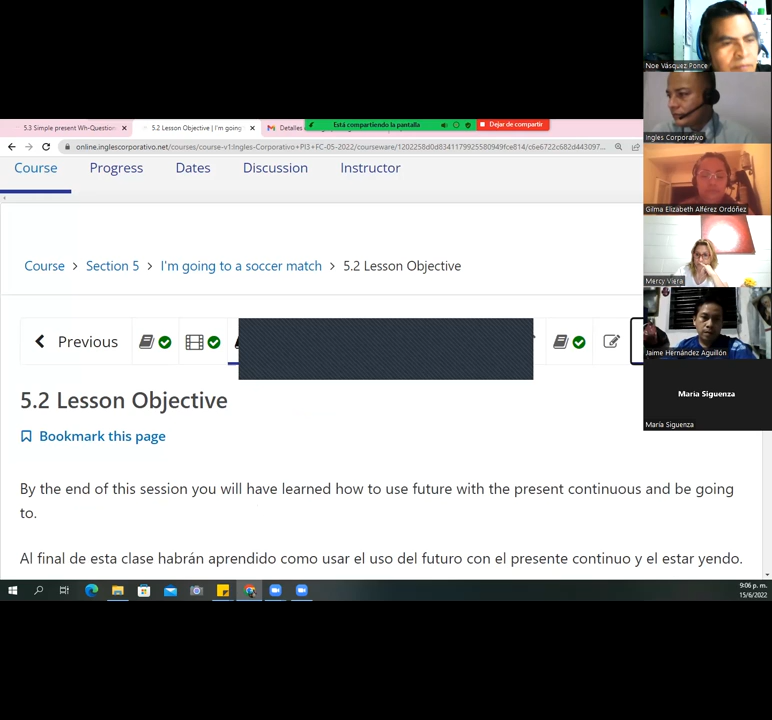 Noe Vásquez Ponce
5.3 Simple present Wh-Question
5.2 Lesson Objective | I'm going
Detalles
Está compartiendo la pantalla
Dejar de compartir
Ingles Corporativo
Course
Progress
Dates
Discussion
Instructor
Gilma Elizabeth Alférez Ordóñez
Course > Section 5 > I'm going to a soccer match > 5.2 Lesson Objective
Mercy Viera
Previous
Jaime Hernández Aguillón
5.2 Lesson Objective
Maria Siguenza
María Siguenza
Bookmark this page
By the end of this session you will have learned how to use future with the present continuous and be going
to.
Al final de esta clase habrán aprendido como usar el uso del futuro con el presente continuo y el estar yendo.
9:06 p. m.
15/6/2022